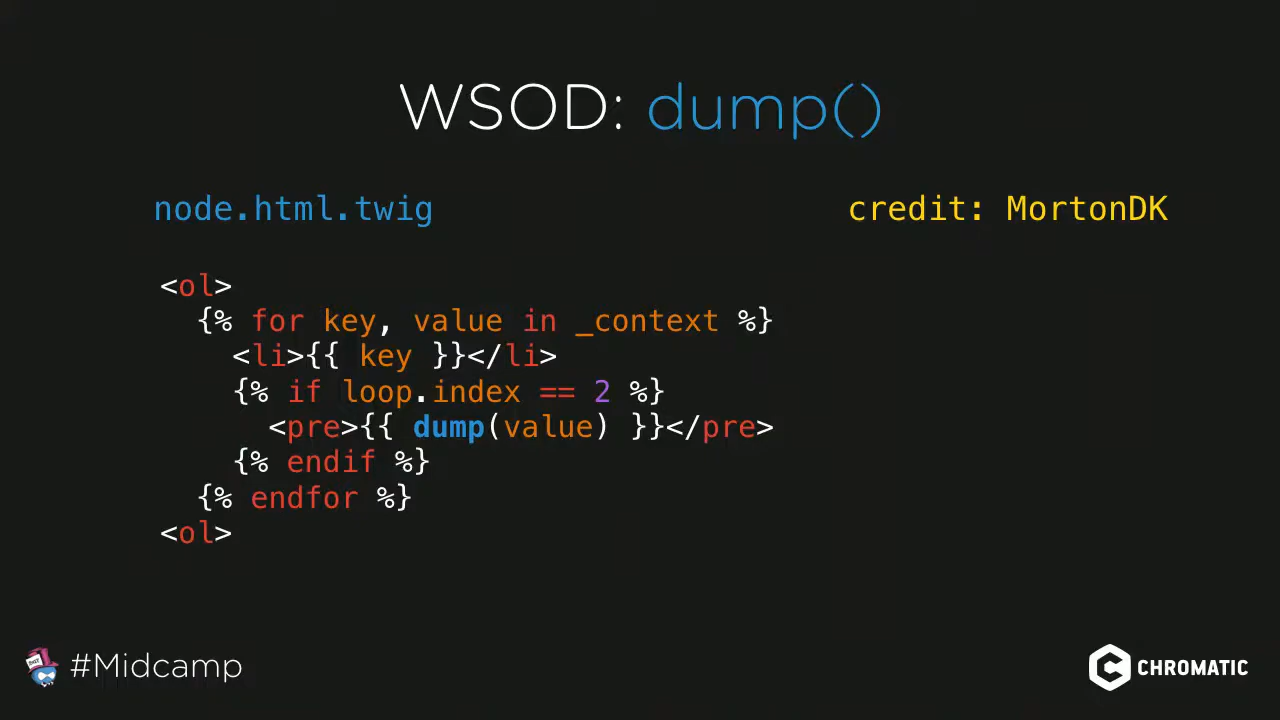 WSOD: dump()
node.html.twig
credit: MortonDK
<ol>
  {% for key, value in _context %}
    <li>{{ key }}</li>
    {% if loop.index == 2 %}
      <pre>{{ dump(value) }}</pre>
    {% endif %}
  {% endfor %}
<ol>
#Midcamp
CHROMATIC